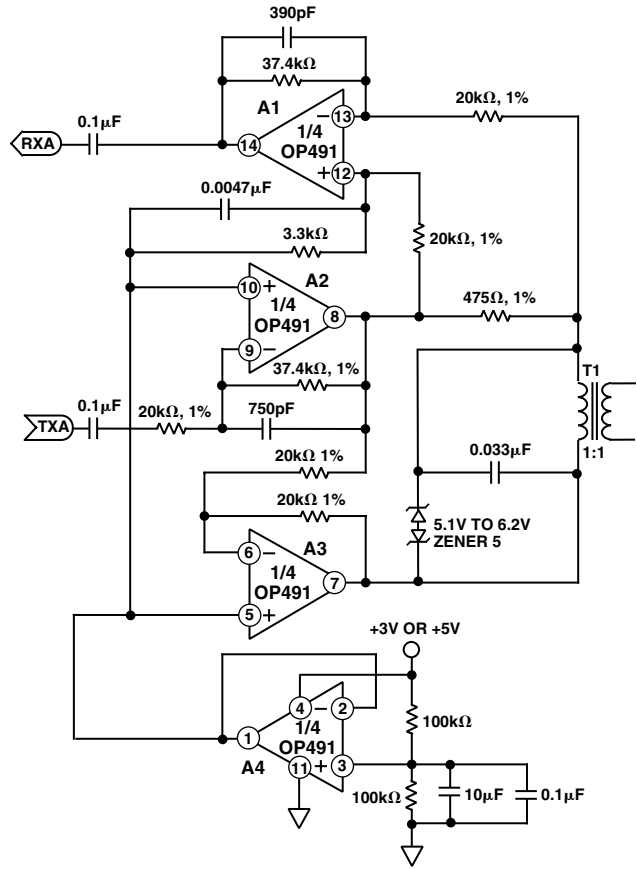 390pF
37.4kΩ
A1
20kΩ, 1%
0.1μF
– 13
RXA
14
1/4
OP491
+ 12
0.0047μF
3.3kΩ
20kΩ, 1%
A2
10 +
1/4
OP491
8
475Ω, 1%
9 –
37.4kΩ, 1%
T1
0.1μF
20kΩ, 1%
750pF
TXA
0.033μF
1:1
20kΩ 1%
20kΩ 1%
5.1V TO 6.2V
ZENER 5
A3
6 –
1/4
OP491
7
5 +
+3V OR +5V
4 – 2
1
1/4
OP491
100kΩ
11 + 3
A4
100kΩ
10μF
0.1μF